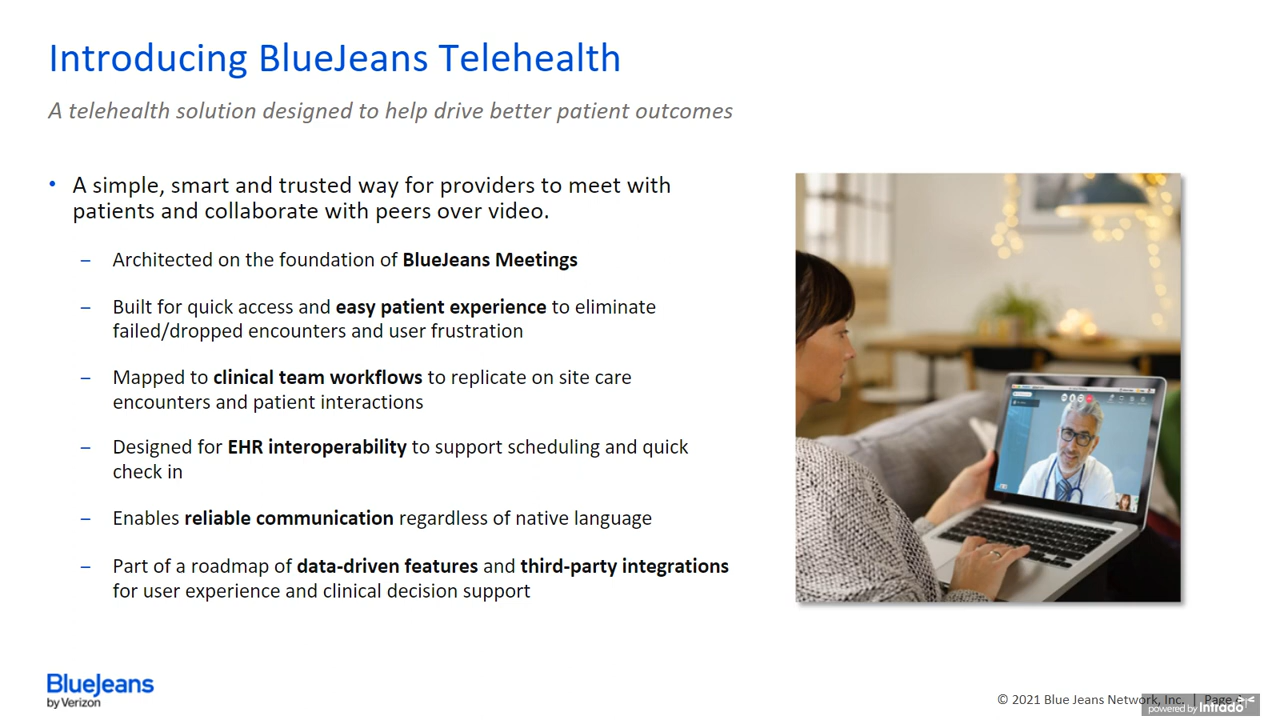 Introducing BlueJeans Telehealth
A telehealth solution designed to help drive better patient outcomes
• A simple, smart and trusted way for providers to meet with
patients and collaborate with peers over video.
– Architected on the foundation of BlueJeans Meetings
– Built for quick access and easy patient experience to eliminate
failed/dropped encounters and user frustration
– Mapped to clinical team workflows to replicate on site care
encounters and patient interactions
– Designed for EHR interoperability to support scheduling and quick
check in
– Enables reliable communication regardless of native language
– Part of a roadmap of data-driven features and third-party integrations
for user experience and clinical decision support
BlueJeans
by Verizon
© 2021 Blue Jeans Network, Inc. | Page
powered by intrado